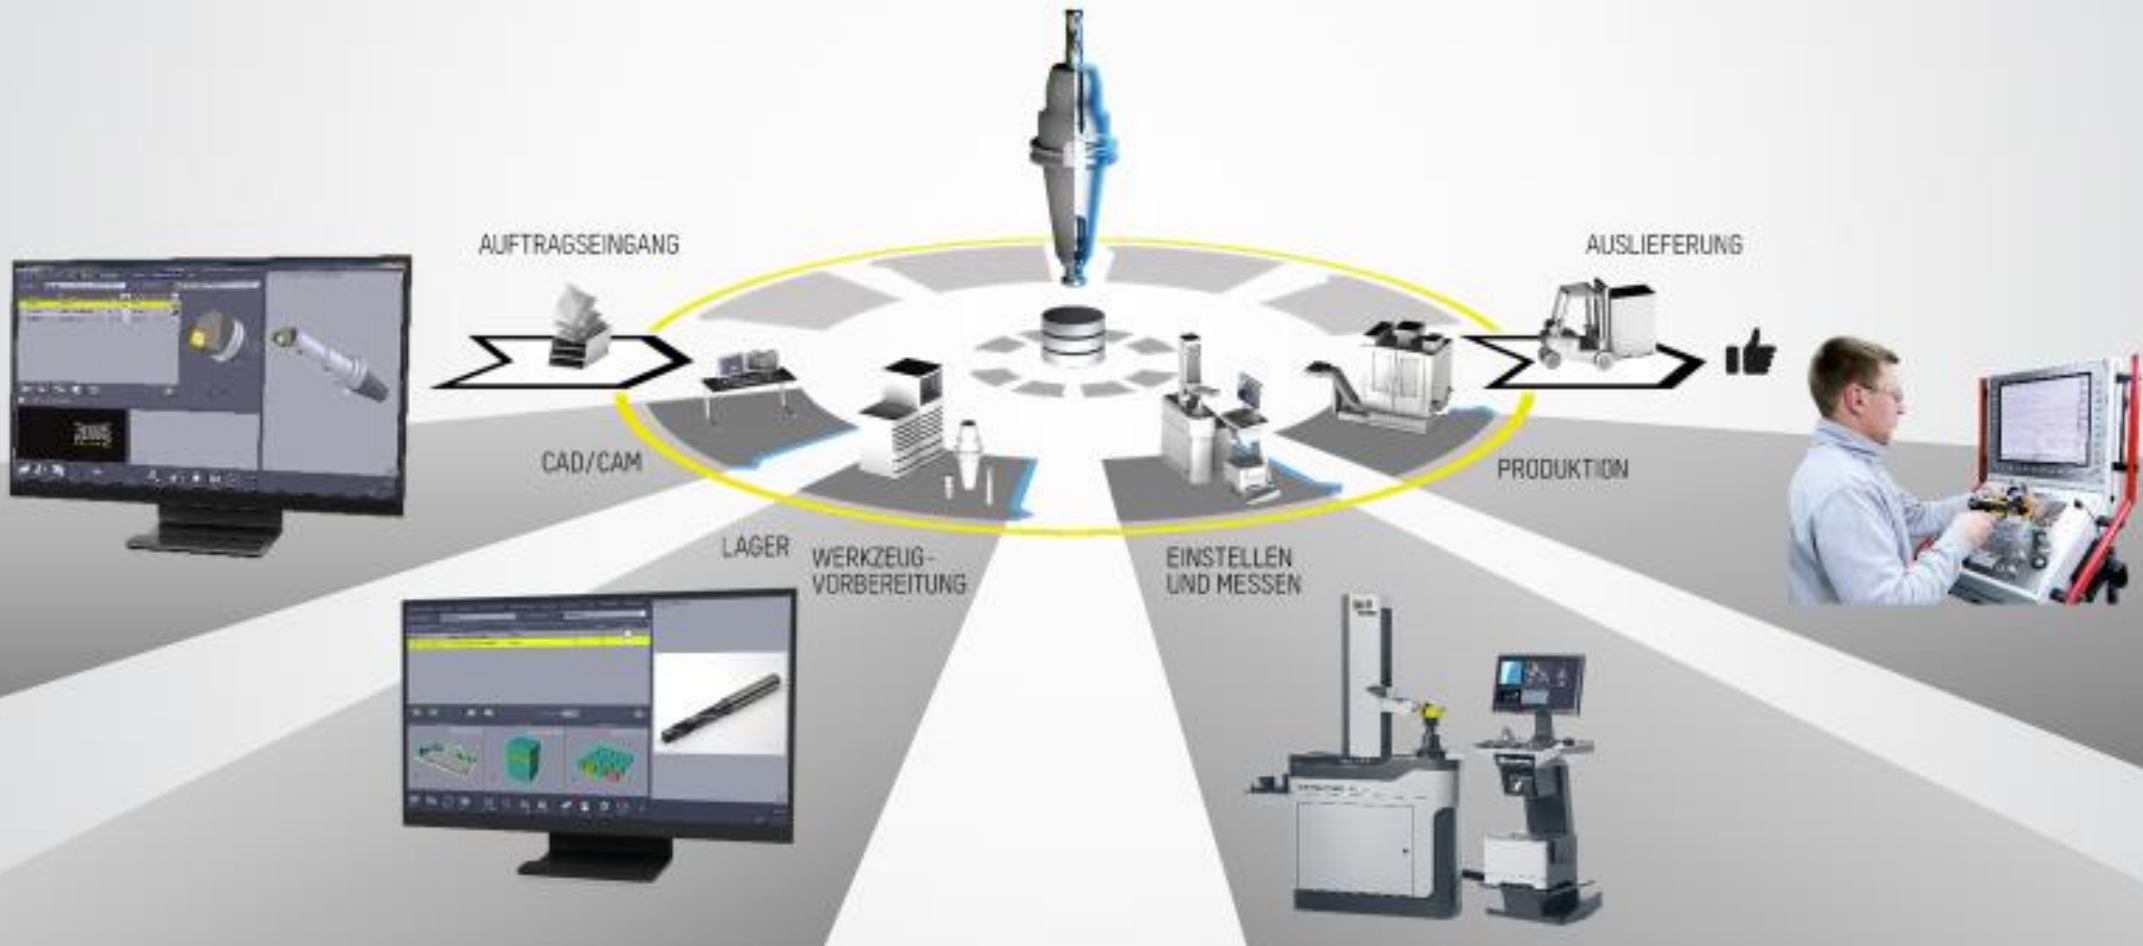 AUFTRAGSEINGANG
AUSLIEFERUNG
CAD/CAM
PRODUKTION
LAGER
WERKZEUG-
VORBEREITUNG
EINSTELLEN
UND MESSEN